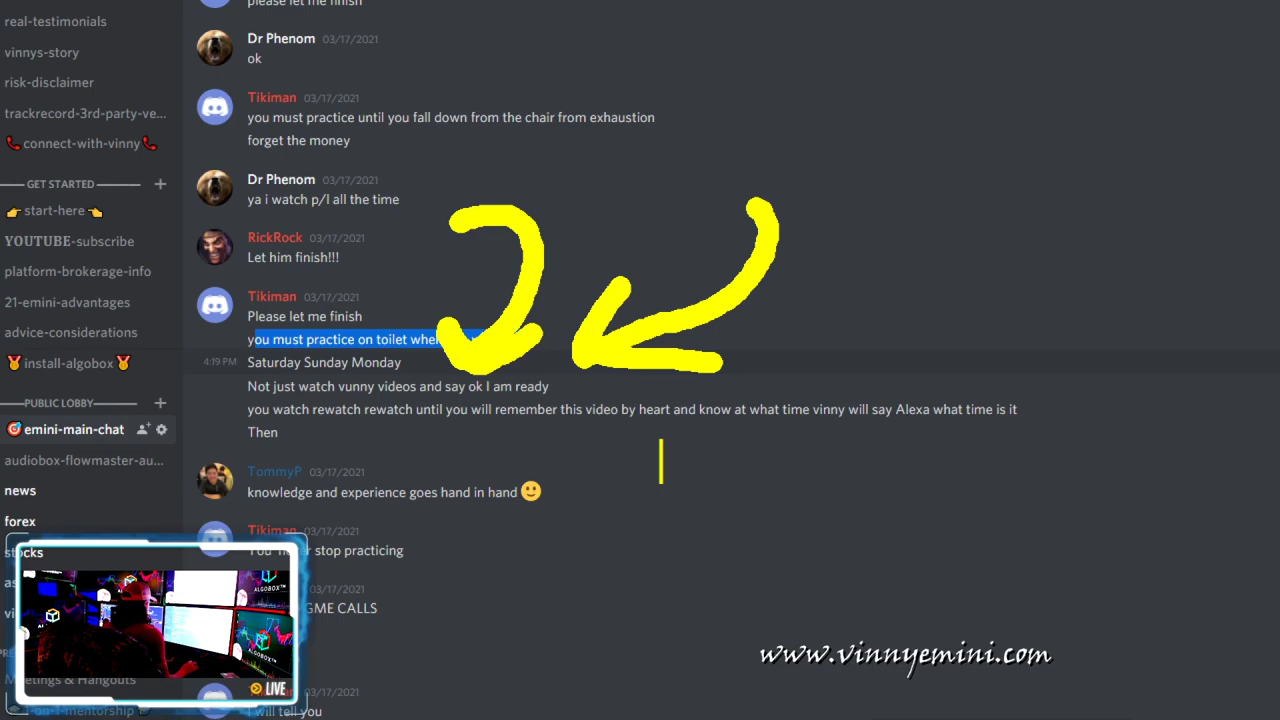 please let me finish
real-testimonials
vinnys-story
risk-disclaimer
trackrecord-3rd-party-ve...
📞connect-with-vinny📞
GET STARTED
👉start-here👈
YOUTUBE-subscribe
platform-brokerage-info
21-emini-advantages
advice-considerations
🏅install-algobox🏅
PUBLIC LOBBY
🎯emini-main-chat
audiobox-flowmaster-au...
news
forex
stocks
as
vi
Meetings & Hangouts
1-on-1-mentorship
Dr Phenom 03/17/2021
ok
Tikiman 03/17/2021
you must practice until you fall down from the chair from exhaustion
forget the money
Dr Phenom 03/17/2021
ya i watch p/l all the time
RickRock 03/17/2021
Let him finish!!!
Tikiman 03/17/2021
Please let me finish
you must practice on toilet when
4:19 PM Saturday Sunday Monday
Not just watch vunny videos and say ok I am ready
you watch rewatch rewatch until you will remember this video by heart and know at what time vinny will say Alexa what time is it
Then
TommyP 03/17/2021
knowledge and experience goes hand in hand 🙂
Tikiman 03/17/2021
You never stop practicing
03/17/2021
GME CALLS
03/17/2021
I will tell you
ALGOBOX™
ALGOBOX™
LIVE
www.vinnyemini.com